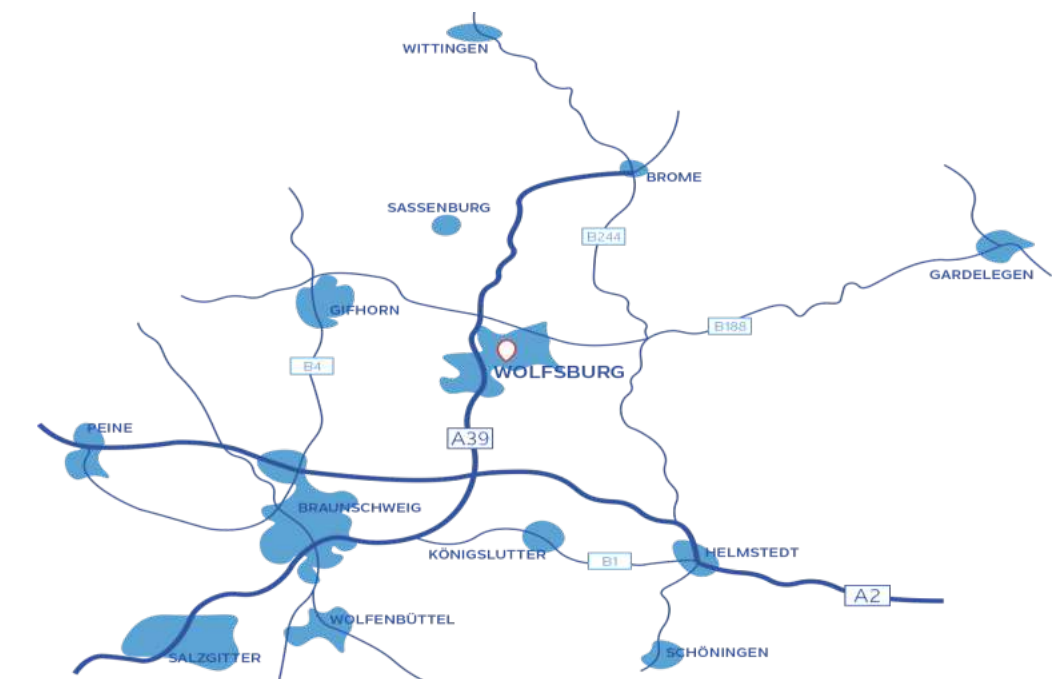 WITTINGEN
BROME
SASSENBURG
B244
GARDELEGEN
GIFHORN
B188
B4
WOLFSBURG
PEINE
A39
BRAUNSCHWEIG
KÖNIGSLUTTER
HELMSTEDT
B1
A2
WOLFENBÜTTEL
SALZGITTER
SCHÖNINGEN